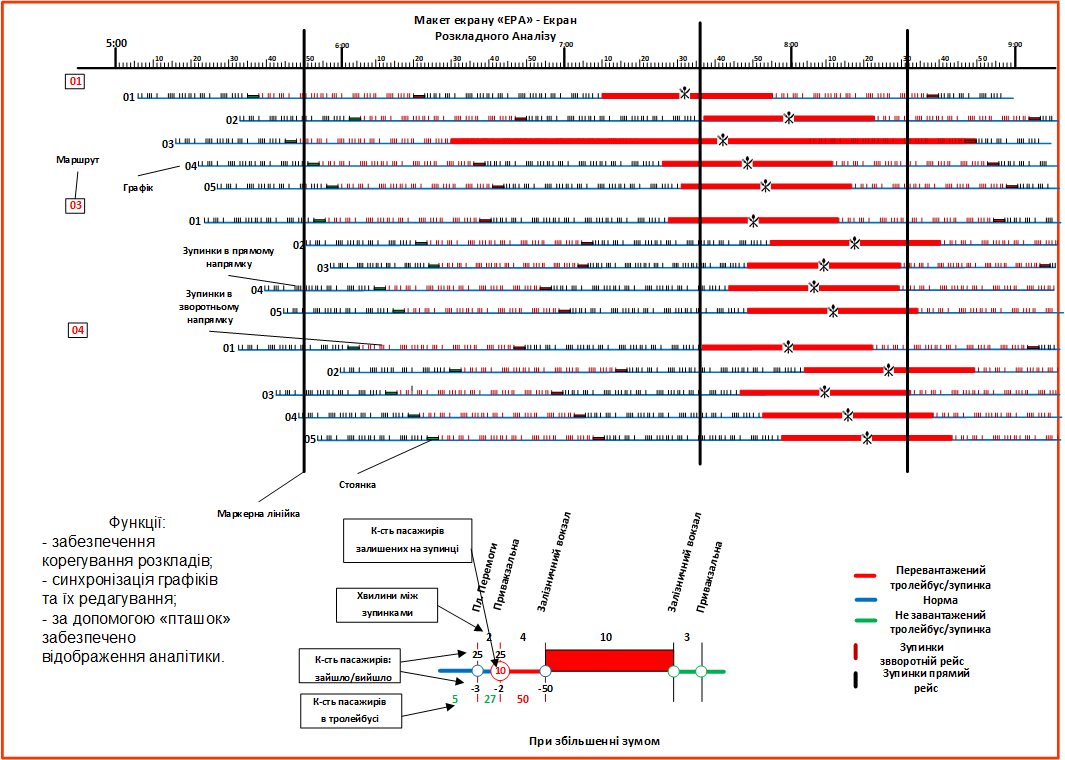 Макет екрану «ЕРА» - Екран
Розкладного Аналізу
5:00
6:00
7:00
8:00
9:00
10 20 30 40 50
10 20 30 40 50
10 20 30 40 50
10 20 30 40 50
01
01
02
03
04
05
Маршрут
Графік
03
01
02
03
04
05
Зупинки в прямому
напрямку
Зупинки в
зворотньому
напрямку
04
01
02
03
04
05
Стоянка
Маркерна лінійка
Функції:
- забезпечення
корегування розкладів;
- синхронізація графіків
та їх редагування;
- за допомогою «пташок»
забезпечено
відображення аналітики.
К-сть пасажирів
залишених на зупинці
Хвилини між
зупинками
К-сть пасажирів:
зайшло/вийшло
К-сть пасажирів
в тролейбусі
Пл. Перемоги
Привакзальна
Залізничний вокзал
Залізничний вокзал
Привакзальна
2 4 10 3
25 25
10
-3 -2 -50
5 27 50
При збільшенні зумом
Перевантажений
тролейбус/зупинка
Норма
Не завантажений
тролейбус/зупинка
Зупинки
ззворотній рейс
Зупинки прямий
рейс